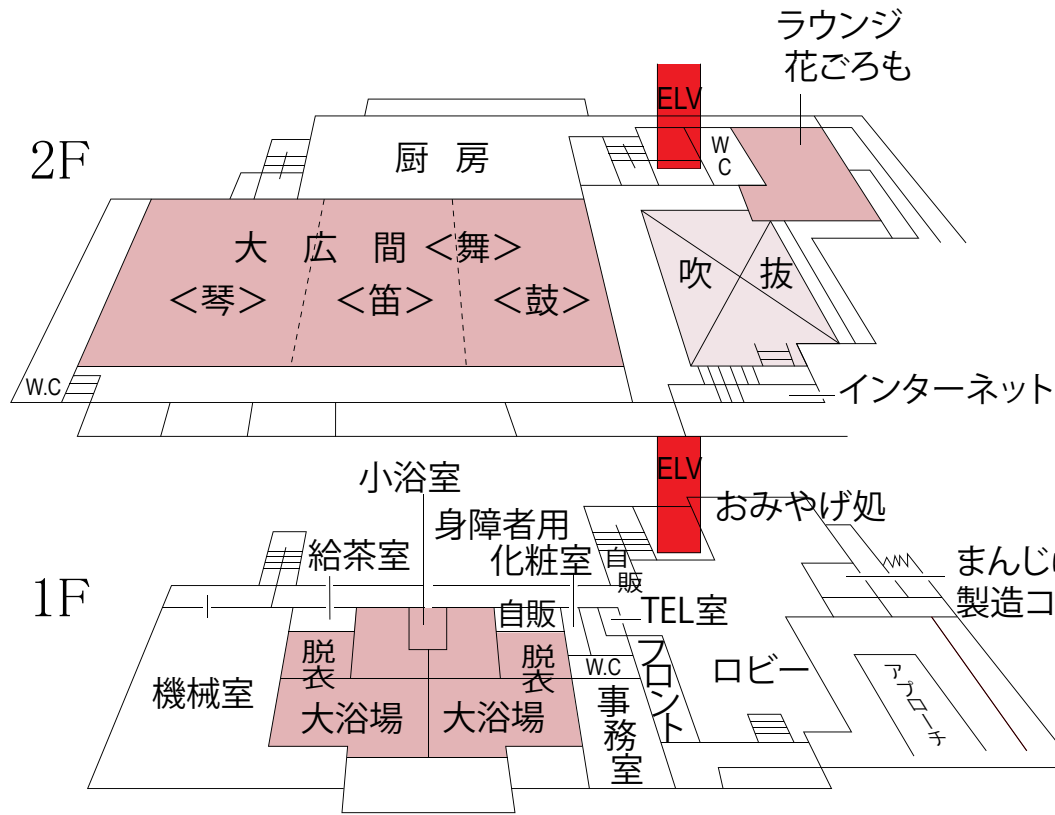 ラウンジ
花ごろも
2F
ELV
厨 房
W
C
大 広 間 <舞>
<琴> <笛> <鼓>
吹 抜
W.C
インターネット
ELV
小浴室
おみやげ処
身障者用
化粧室
給茶室
自販
1F
まんじ
製造コ
自販
TEL室
脱衣
脱衣
W.C
フロント
ロビー
機械室
大浴場
大浴場
事務室
アプローチ